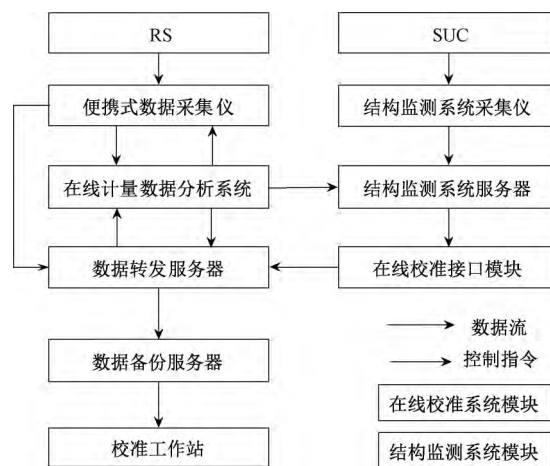 RS
SUC
便携式数据采集仪
结构监测系统采集仪
在线计量数据分析系统
结构监测系统服务器
数据转发服务器
在线校准接口模块
数据流
数据备份服务器
控制指令
在线校准系统模块
校准工作站
结构监测系统模块